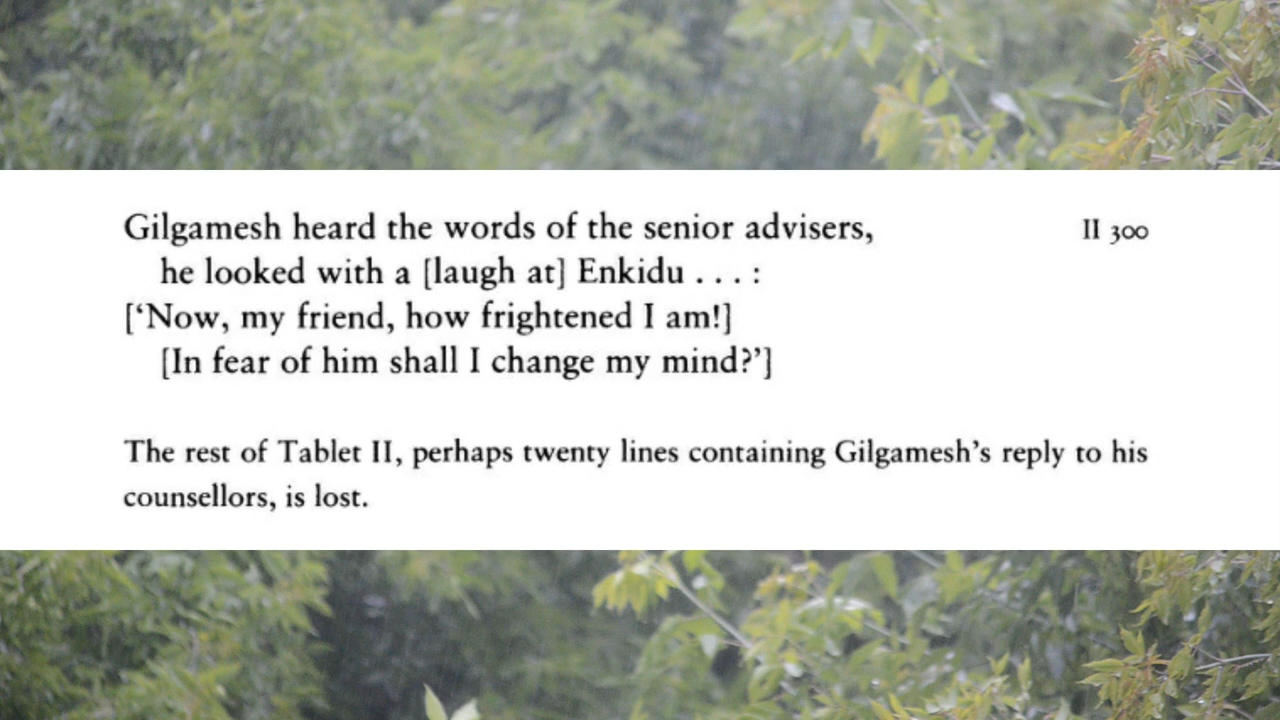 Gilgamesh heard the words of the senior advisers, II 300
he looked with a [laugh at] Enkidu . . . :
[‘Now, my friend, how frightened I am!]
[In fear of him shall I change my mind?’]
The rest of Tablet II, perhaps twenty lines containing Gilgamesh’s reply to his
counsellors, is lost.